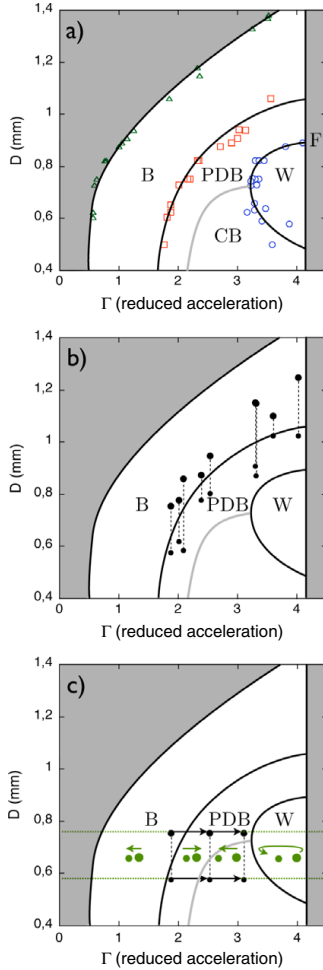 a)
1,4
1,2
1
0,8
0,6
0,4
D (mm)
B
PDB
W
F
CB
0
1
2
3
4
Γ (reduced acceleration)
b)
1,4
1,2
1
0,8
0,6
0,4
D (mm)
B
PDB
W
0
1
2
3
4
Γ (reduced acceleration)
c)
1,4
1,2
1
0,8
0,6
0,4
D (mm)
B
PDB
W
0
1
2
3
4
Γ (reduced acceleration)